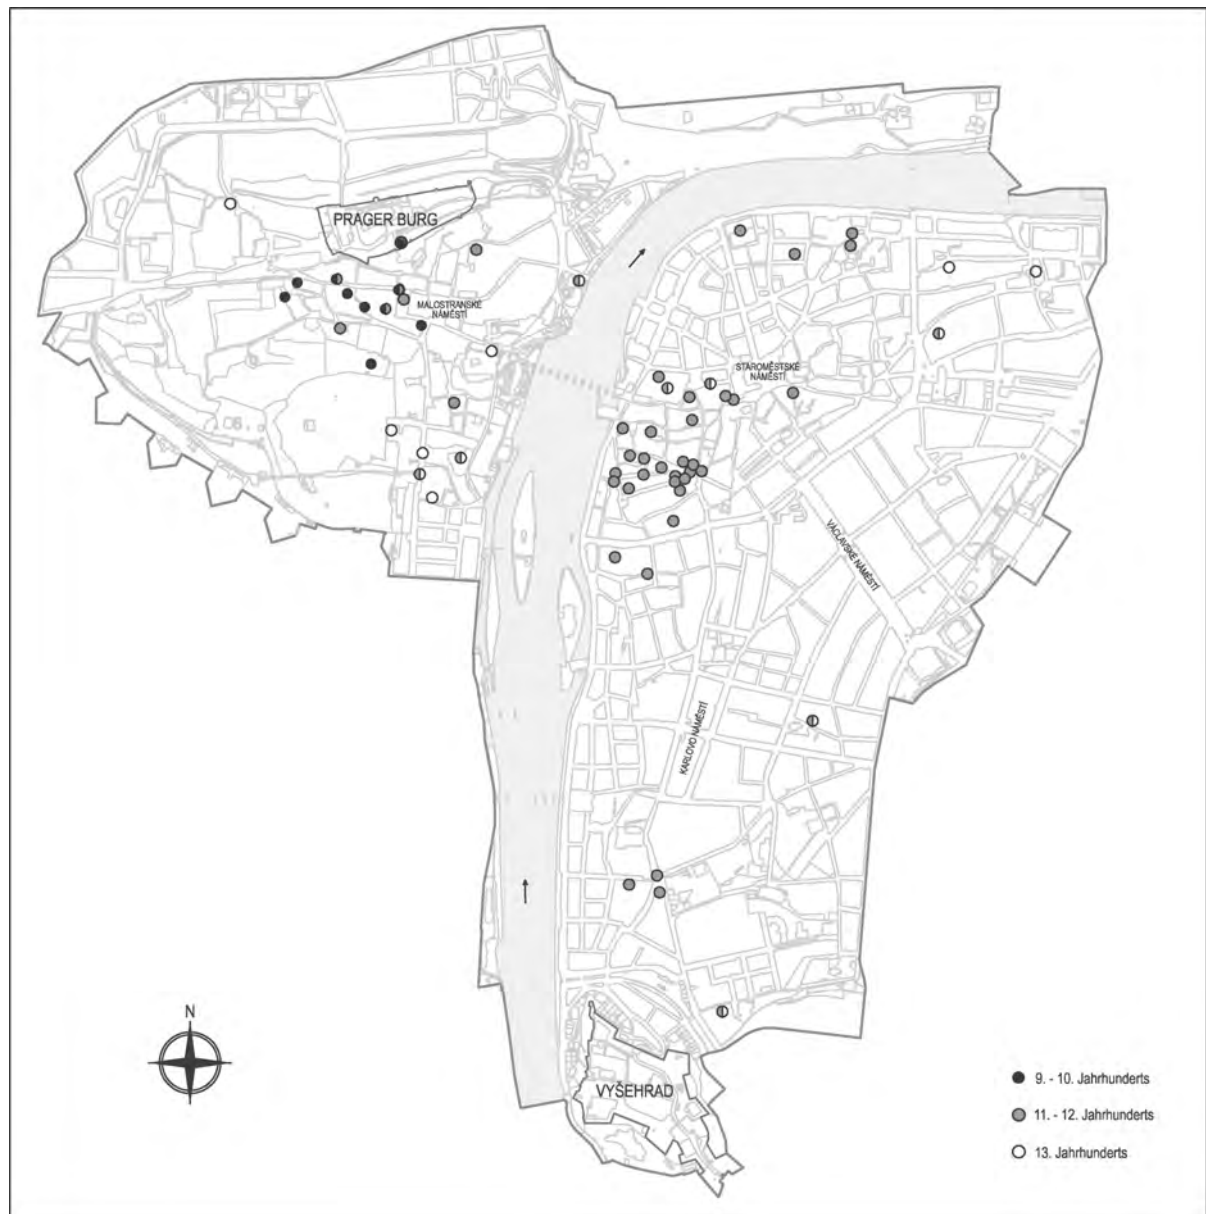 PRAGER BURG
MALOSTRANSKÉ
NÁMĚSTÍ
STAROMĚSTSKÉ
NÁMĚSTÍ
VÁCLAVSKÉ NÁMĚSTÍ
KARLOVO NÁMĚSTÍ
N
VYŠEHRAD
9. - 10. Jahrhunderts
11. - 12. Jahrhunderts
13. Jahrhunderts